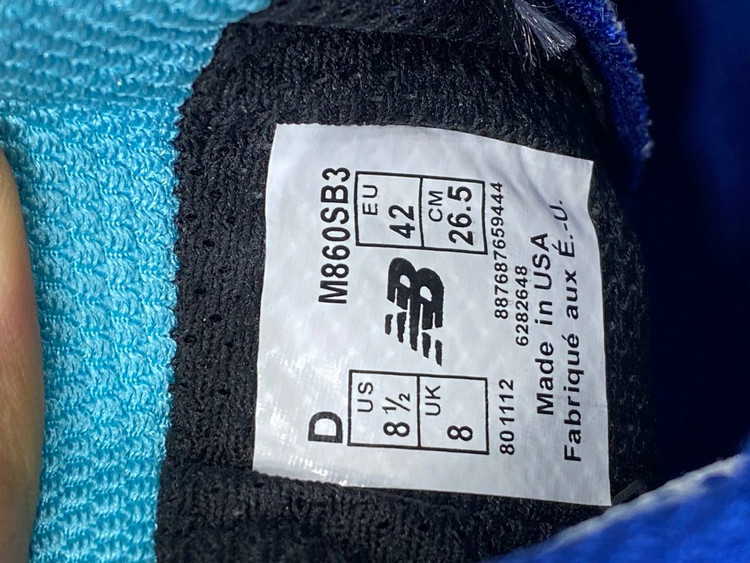 D M860SB3
US EU
8 ½ 42
UK CM
8 26.5
801112 887687659444
6282648
Made in USA
Fabriqué aux É.-U.